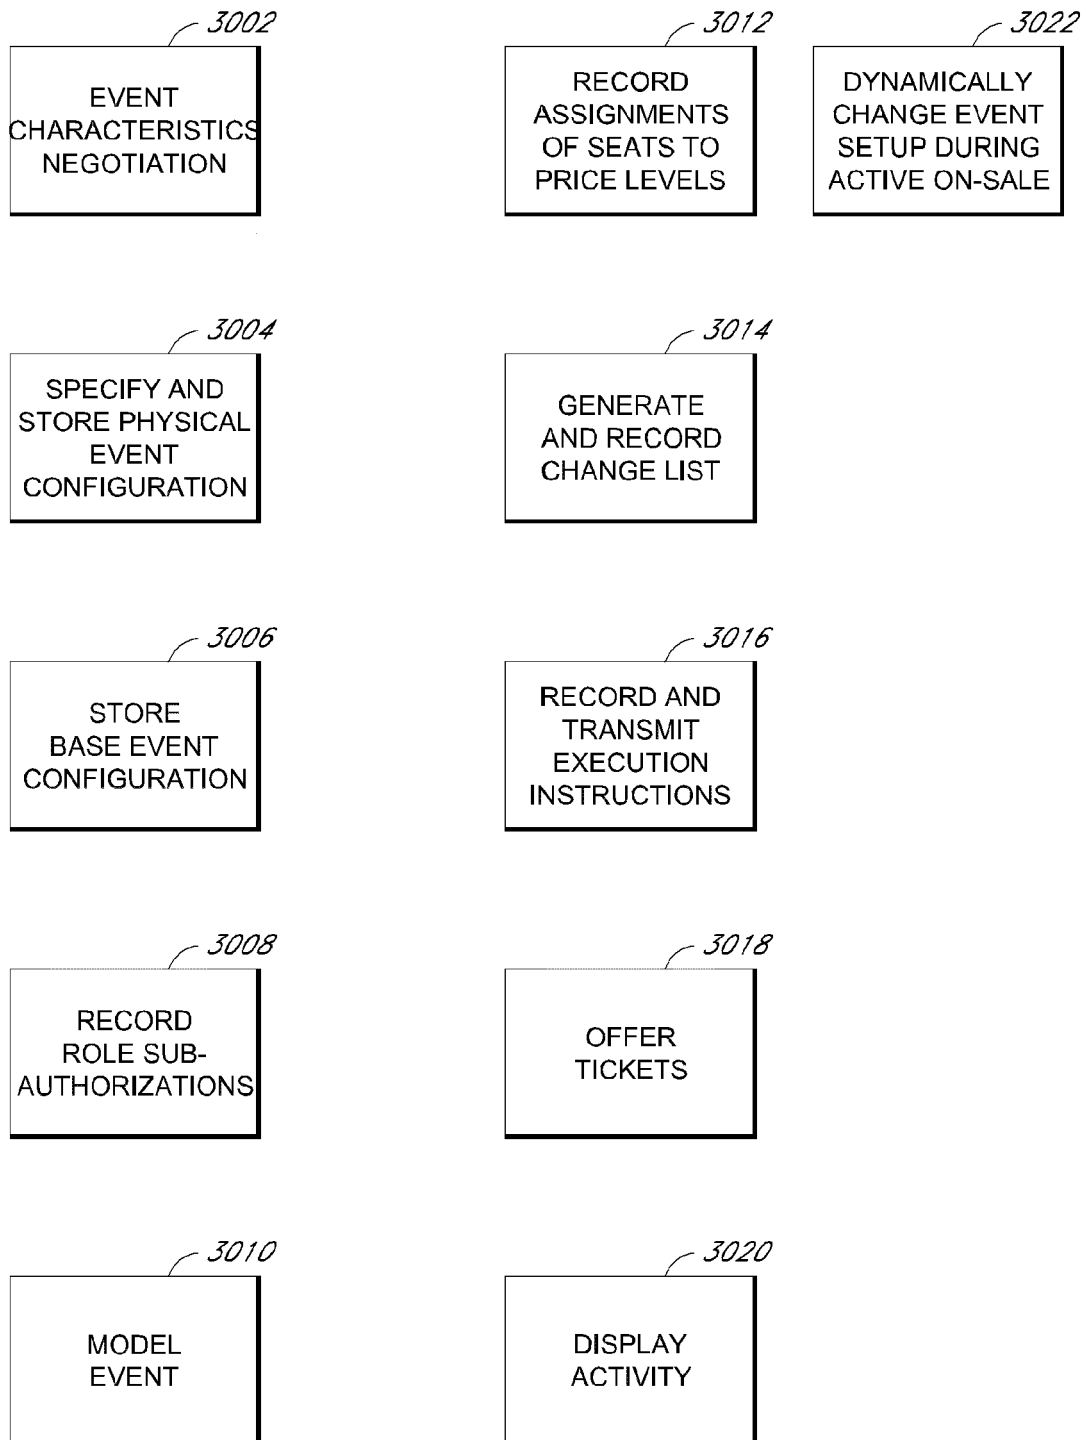 3002
EVENT
CHARACTERISTICS
NEGOTIATION
3004
SPECIFY AND
STORE PHYSICAL
EVENT
CONFIGURATION
3006
STORE
BASE EVENT
CONFIGURATION
3008
RECORD
ROLE SUB-
AUTHORIZATIONS
3010
MODEL
EVENT
3012
RECORD
ASSIGNMENTS
OF SEATS TO
PRICE LEVELS
3014
GENERATE
AND RECORD
CHANGE LIST
3016
RECORD AND
TRANSMIT
EXECUTION
INSTRUCTIONS
3018
OFFER
TICKETS
3020
DISPLAY
ACTIVITY
3022
DYNAMICALLY
CHANGE EVENT
SETUP DURING
ACTIVE ON-SALE